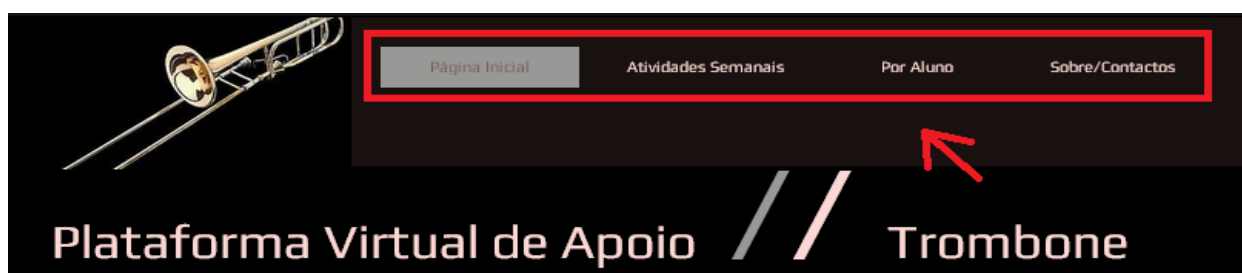 Página Inicial Atividades Semanais Por Aluno Sobre/Contactos
Plataforma Virtual de Apoio // Trombone